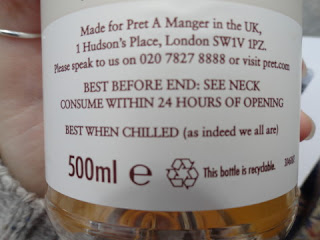 Made for Pret A Manger in the UK,
1 Hudson's Place, London SW1V 1PZ.
Please speak to us on 020 7827 8888 or visit pret.com
BEST BEFORE END: SEE NECK
CONSUME WITHIN 24 HOURS OF OPENING
BEST WHEN CHILLED (as indeed we all are)
500ml e This bottle is recyclable.